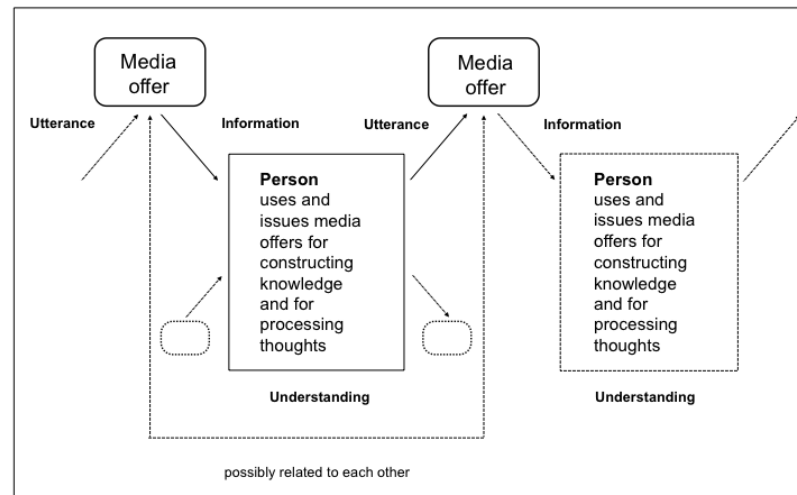 Media
offer
Media
offer
Utterance
Information
Utterance
Information
Person
uses and
issues media
offers for
constructing
knowledge
and for
processing
thoughts
Person
uses and
issues media
offers for
constructing
knowledge
and for
processing
thoughts
Understanding
Understanding
possibly related to each other